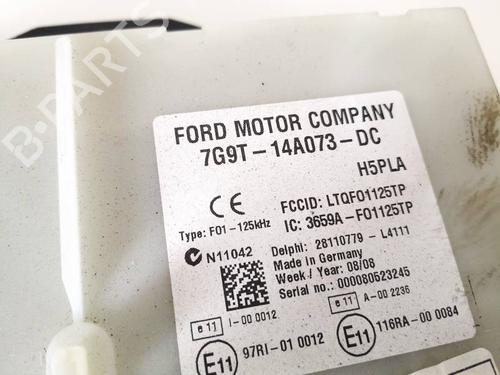 B-PARTS
FORD MOTOR COMPANY
7G9T-14A073-DC
H5PLA
CE
FCCID: LTQFO1125TP
IC: 3659A-FO1125TP
Type: F01-125kHz
N11042
Delphi: 28110779 - L4111
Made in Germany
Week / Year: 08/08
Serial no.: 000080523245
e 11 I-00 0012
e 11 A-00 2236
E11 97RI-01 0012
E11 116RA-00 0084